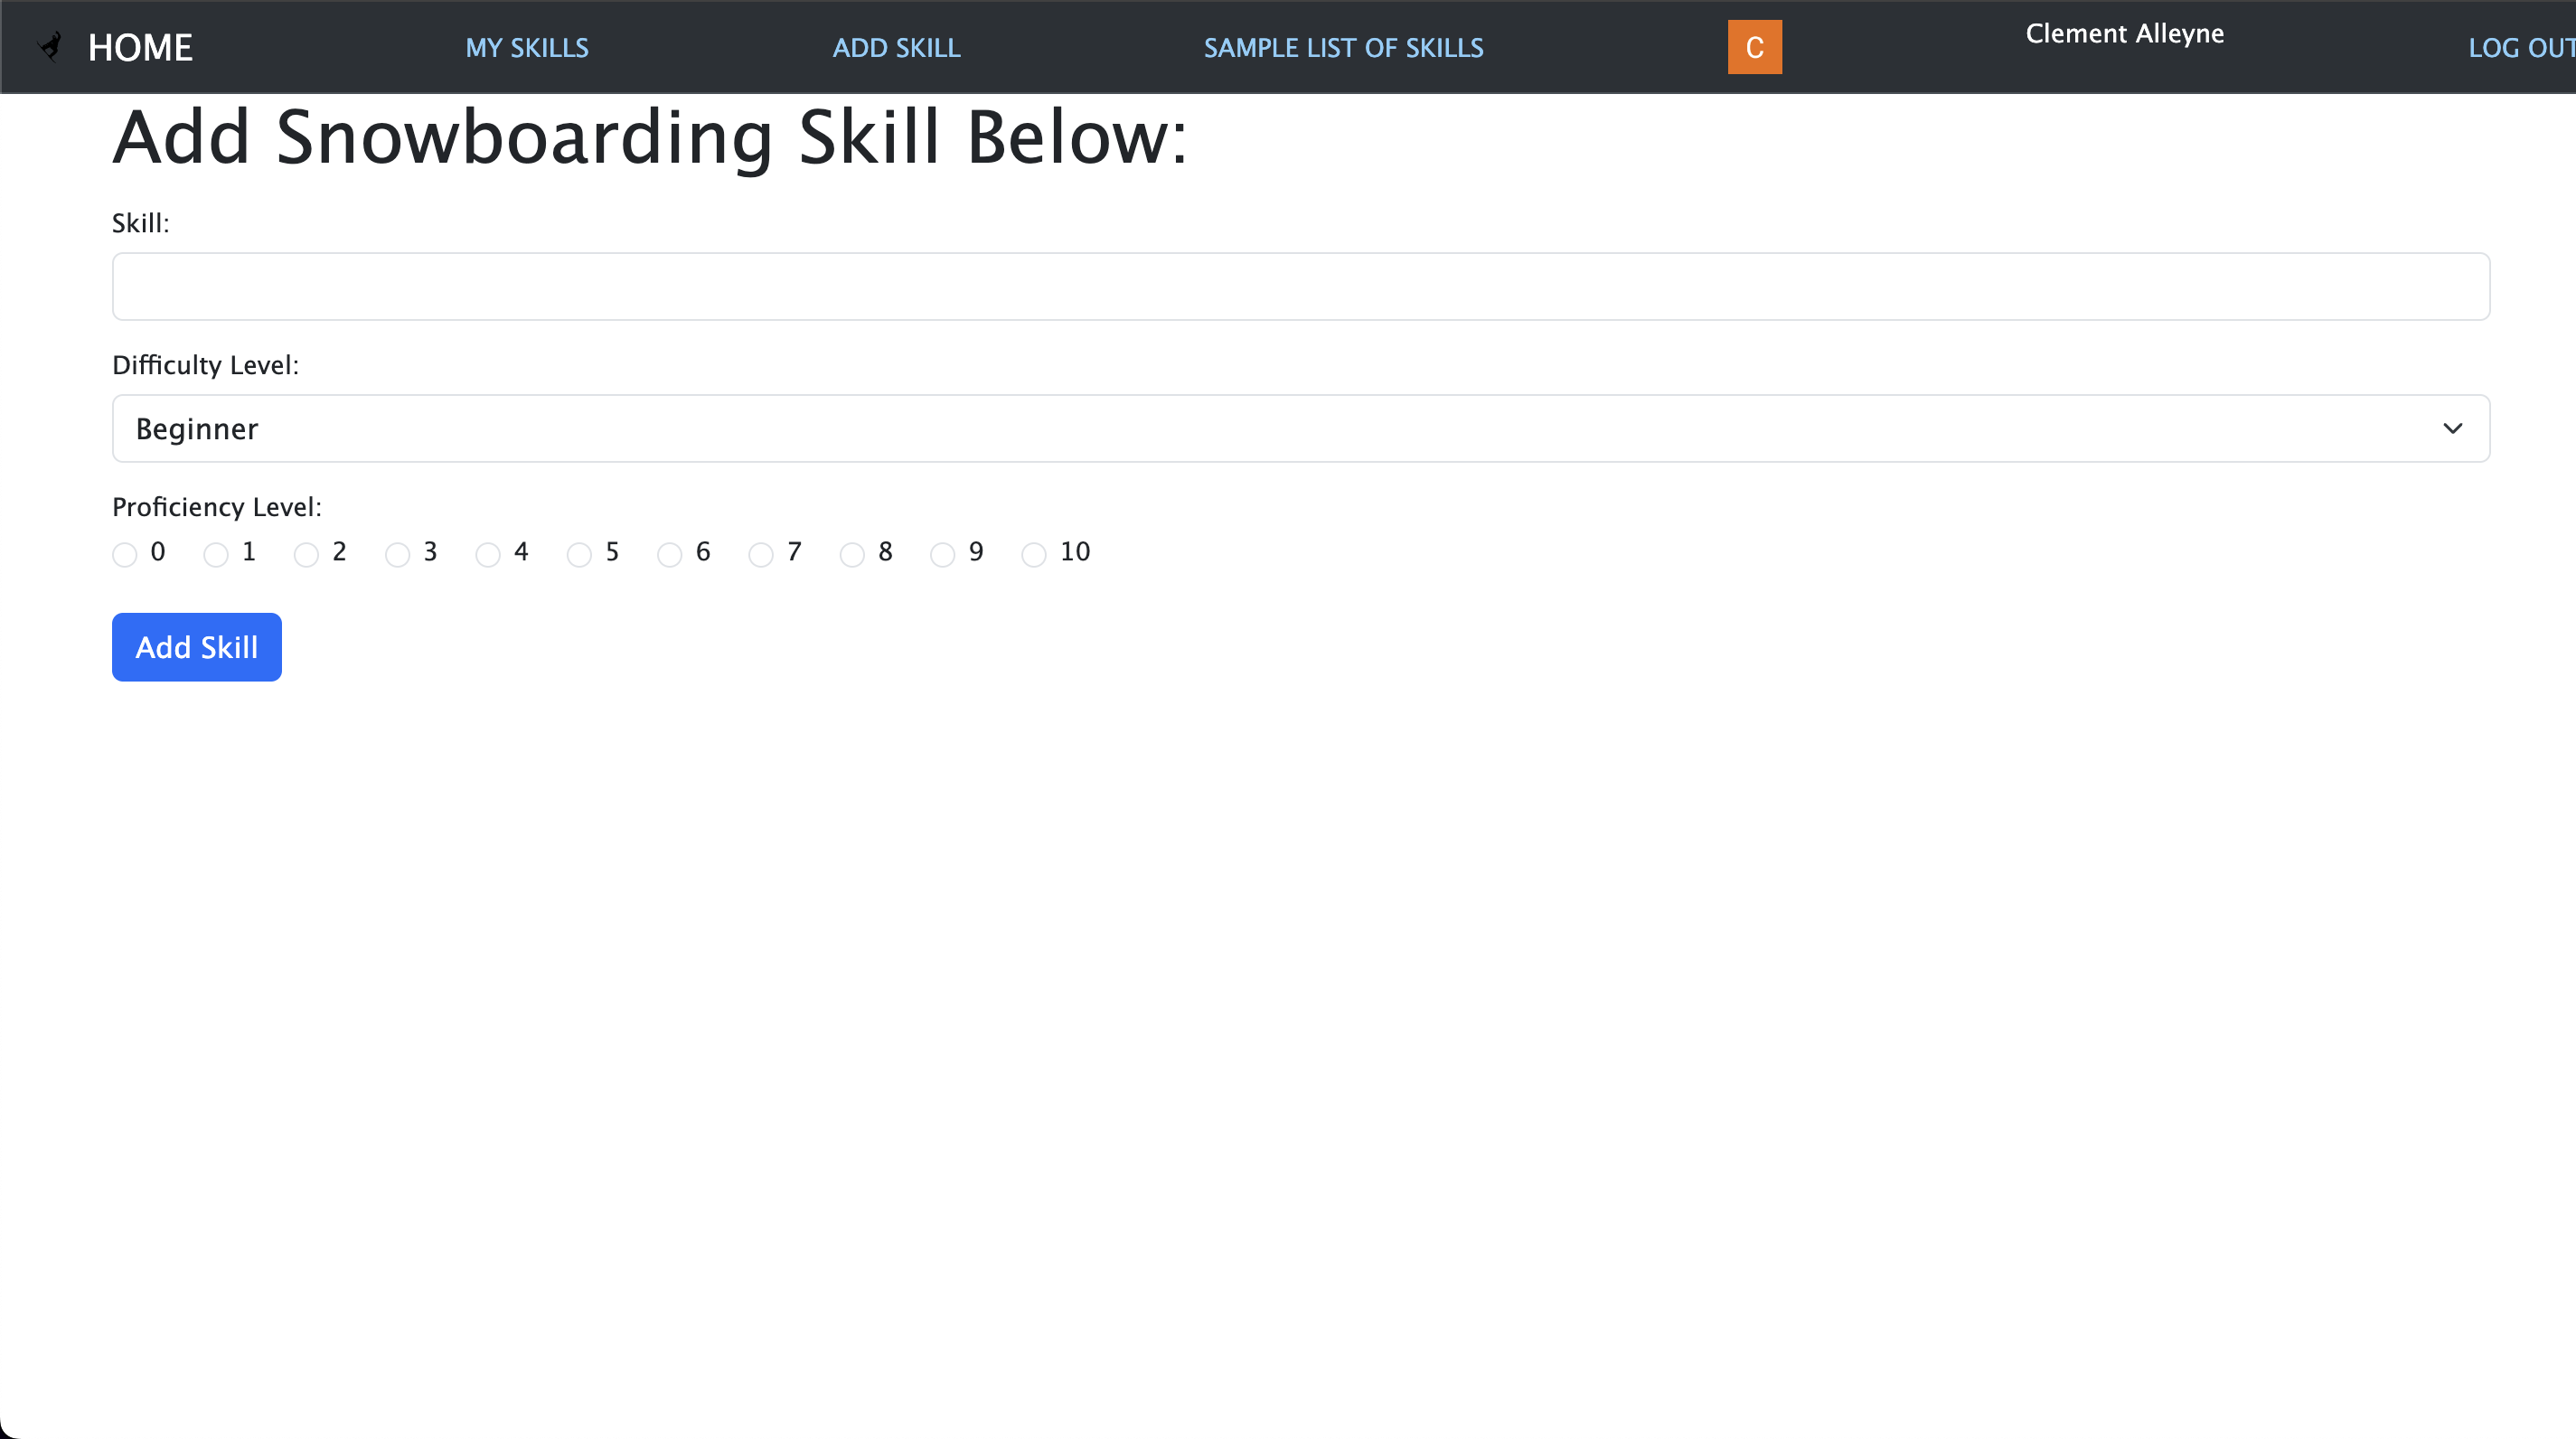 HOME MY SKILLS ADD SKILL SAMPLE LIST OF SKILLS C Clement Alleyne LOG OUT
Add Snowboarding Skill Below:
Skill:
Difficulty Level:
Beginner
Proficiency Level:
0 1 2 3 4 5 6 7 8 9 10
Add Skill